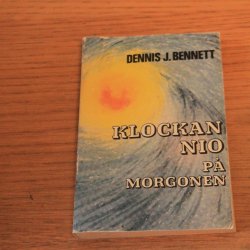 DENNIS J. BENNETT
KLOCKAN
NIO
PÅ
MORGONEN